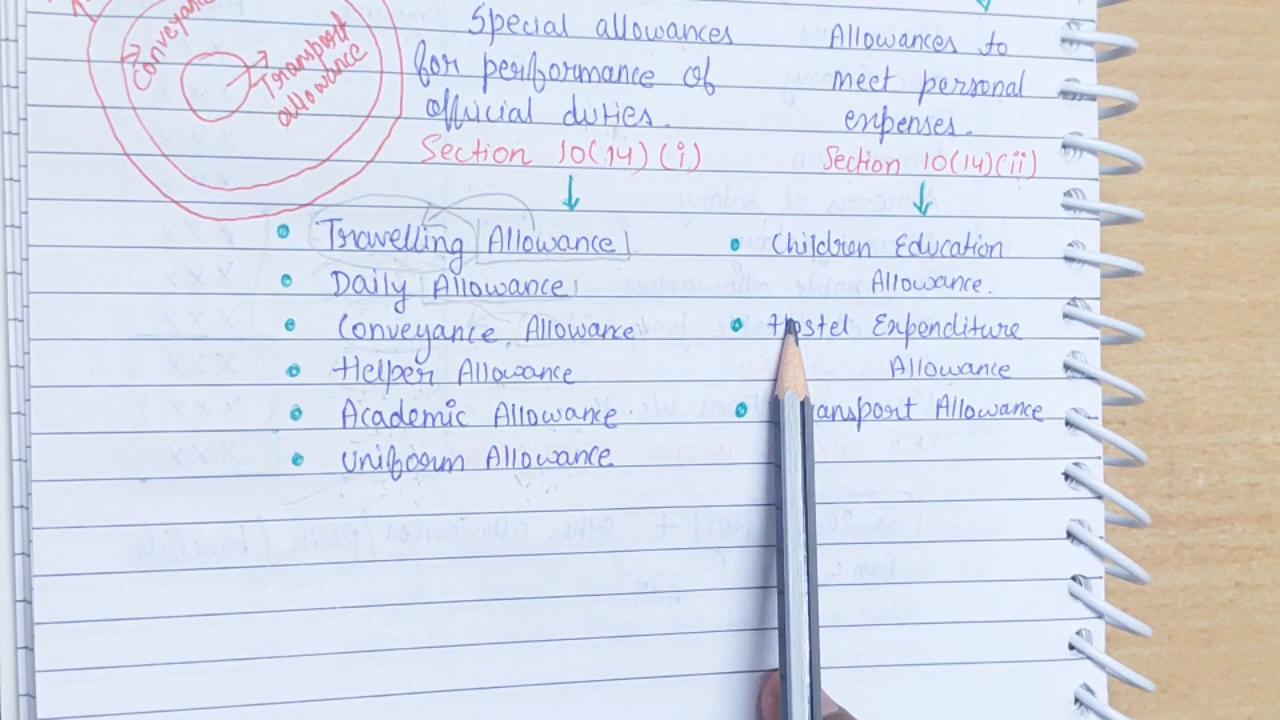 Conveyance
Transport
allowance
Special allowances
for performance of
official duties.
Section 10(14)(i)
Allowances to
meet personal
expenses.
Section 10(14)(ii)
• Travelling Allowance
• Daily Allowance
• Conveyance Allowance
• Helper Allowance
• Academic Allowance
• Uniform Allowance
• Children Education
Allowance.
• Hostel Expenditure
Allowance
• ansport Allowance